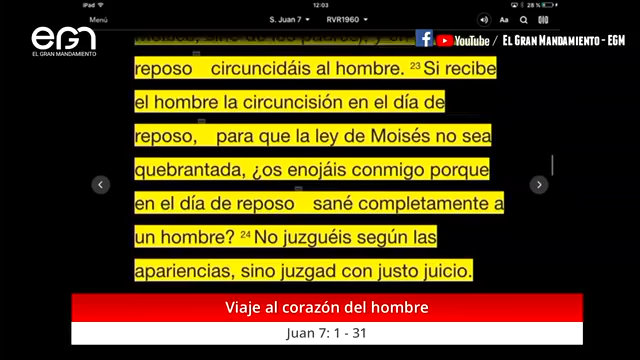 iPad
12:03
28 %
Menú
S. Juan 7
RVR1960
Aa
EGM
EL GRAN MANDAMIENTO
YouTube / EL GRAN MANDAMIENTO - EGM
reposo circuncidáis al hombre. 23 Si recibe
el hombre la circuncisión en el día de
reposo, para que la ley de Moisés no sea
quebrantada, ¿os enojáis conmigo porque
en el día de reposo sané completamente a
un hombre? 24 No juzguéis según las
apariencias, sino juzgad con justo juicio.
Viaje al corazón del hombre
Juan 7: 1 - 31